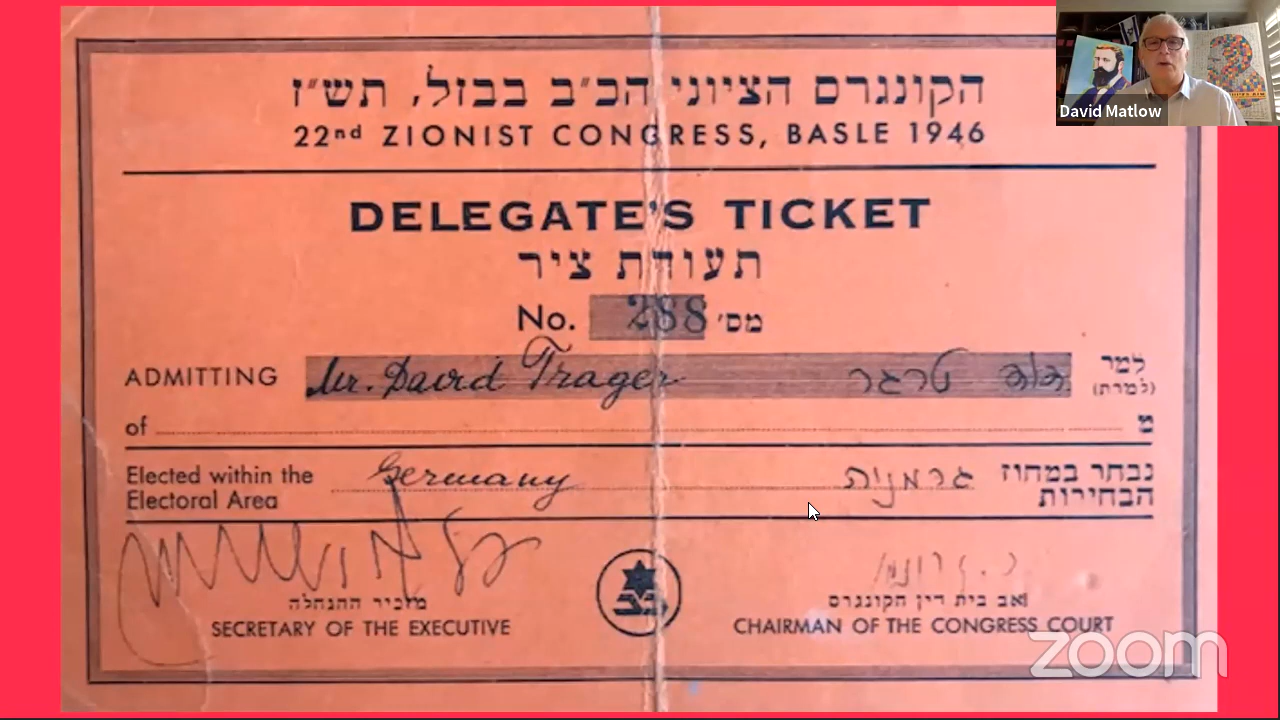 הקונגרס הציוני הכ״ב בבזל, תש״ז
22nd ZIONIST CONGRESS, BASLE 1946
DELEGATE'S TICKET
תעודת ציר
No. 288 מס׳
ADMITTING Mr. David Trager דוד טרגר למר (למרת)
of מ
Elected within the Electoral Area Germany גרמנית נבחר במחוז הבחירות
מזכיר ההנהלה
SECRETARY OF THE EXECUTIVE
אב בית דין הקונגרס
CHAIRMAN OF THE CONGRESS COURT
David Matlow
zoom